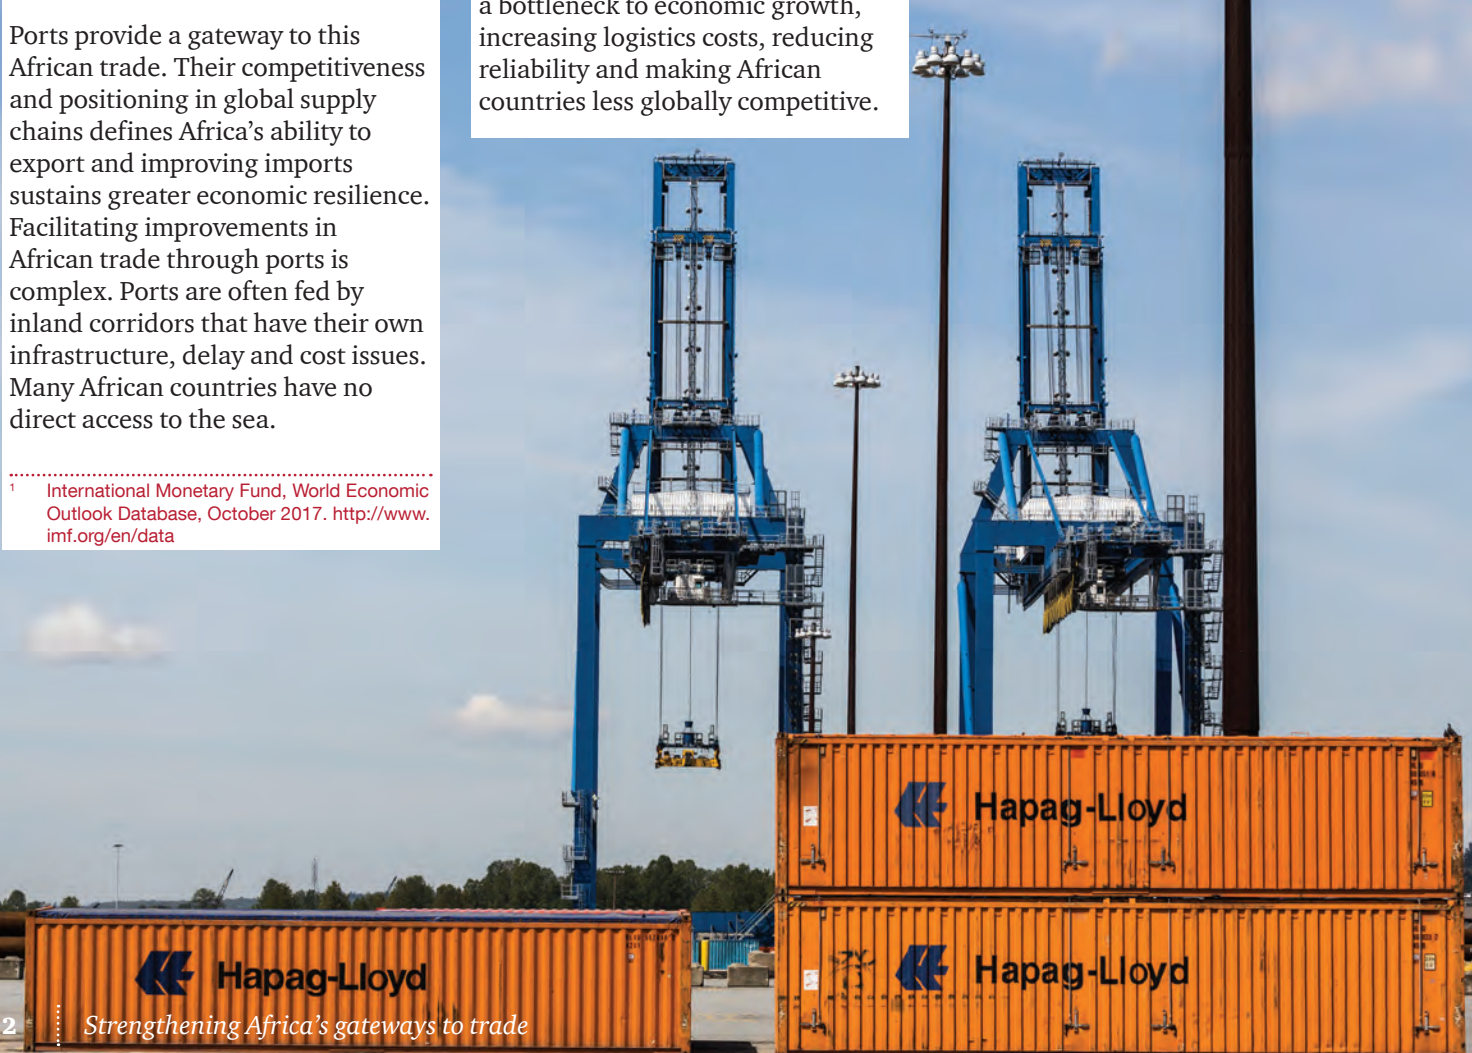 Ports provide a gateway to this
African trade. Their competitiveness
and positioning in global supply
chains defines Africa’s ability to
export and improving imports
sustains greater economic resilience.
Facilitating improvements in
African trade through ports is
complex. Ports are often fed by
inland corridors that have their own
infrastructure, delay and cost issues.
Many African countries have no
direct access to the sea.
1 International Monetary Fund, World Economic
Outlook Database, October 2017. http://www.
imf.org/en/data
a bottleneck to economic growth,
increasing logistics costs, reducing
reliability and making African
countries less globally competitive.
Hapag-Lloyd
Hapag-Lloyd
Hapag-Lloyd
2 Strengthening Africa’s gateways to trade